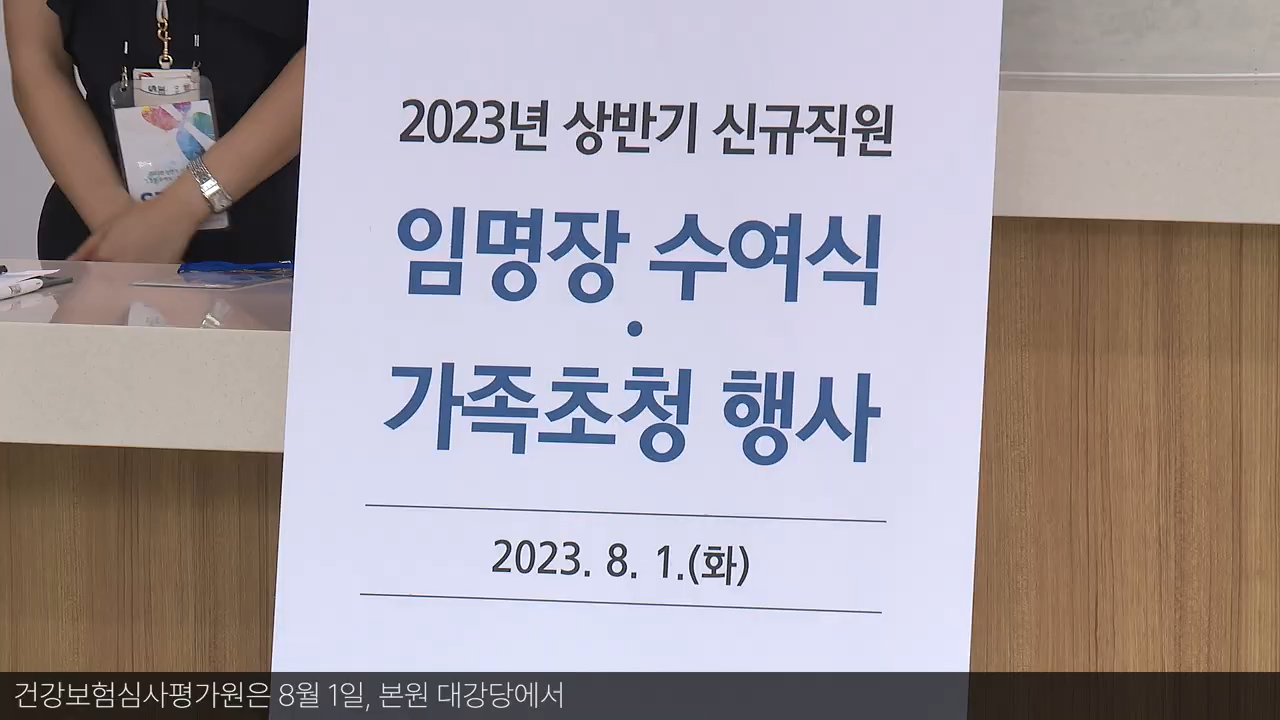 2023년 상반기 신규직원
임명장 수여식
·
가족초청 행사
2023. 8. 1.(화)
건강보험심사평가원은 8월 1일, 본원 대강당에서